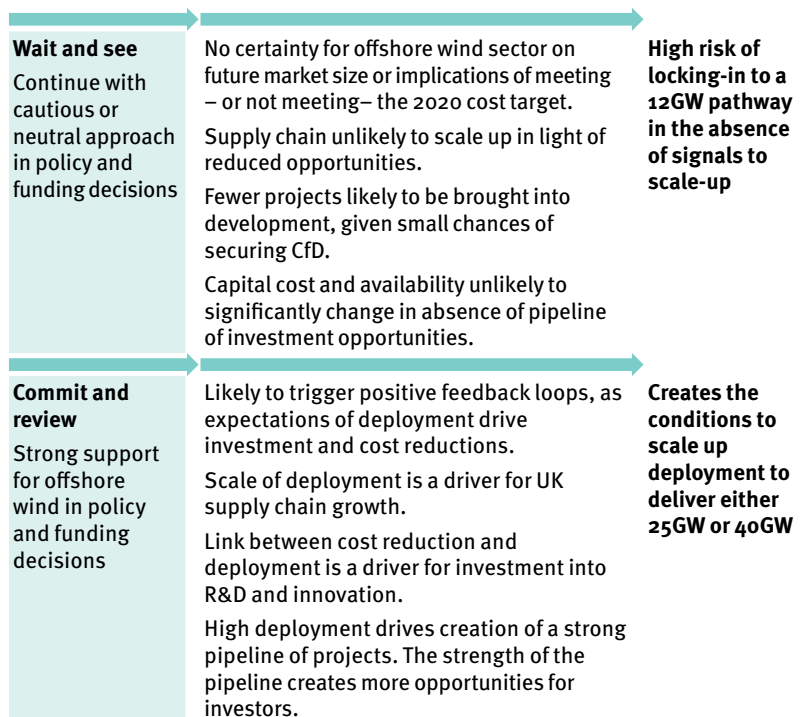 Wait and see
Continue with
cautious or
neutral approach
in policy and
funding decisions
No certainty for offshore wind sector on
future market size or implications of meeting
– or not meeting– the 2020 cost target.
Supply chain unlikely to scale up in light of
reduced opportunities.
Fewer projects likely to be brought into
development, given small chances of
securing CfD.
Capital cost and availability unlikely to
significantly change in absence of pipeline
of investment opportunities.
High risk of
locking-in to a
12GW pathway
in the absence
of signals to
scale-up
Commit and
review
Strong support
for offshore
wind in policy
and funding
decisions
Likely to trigger positive feedback loops, as
expectations of deployment drive
investment and cost reductions.
Scale of deployment is a driver for UK
supply chain growth.
Link between cost reduction and
deployment is a driver for investment into
R&D and innovation.
High deployment drives creation of a strong
pipeline of projects. The strength of the
pipeline creates more opportunities for
investors.
Creates the
conditions to
scale up
deployment to
deliver either
25GW or 40GW